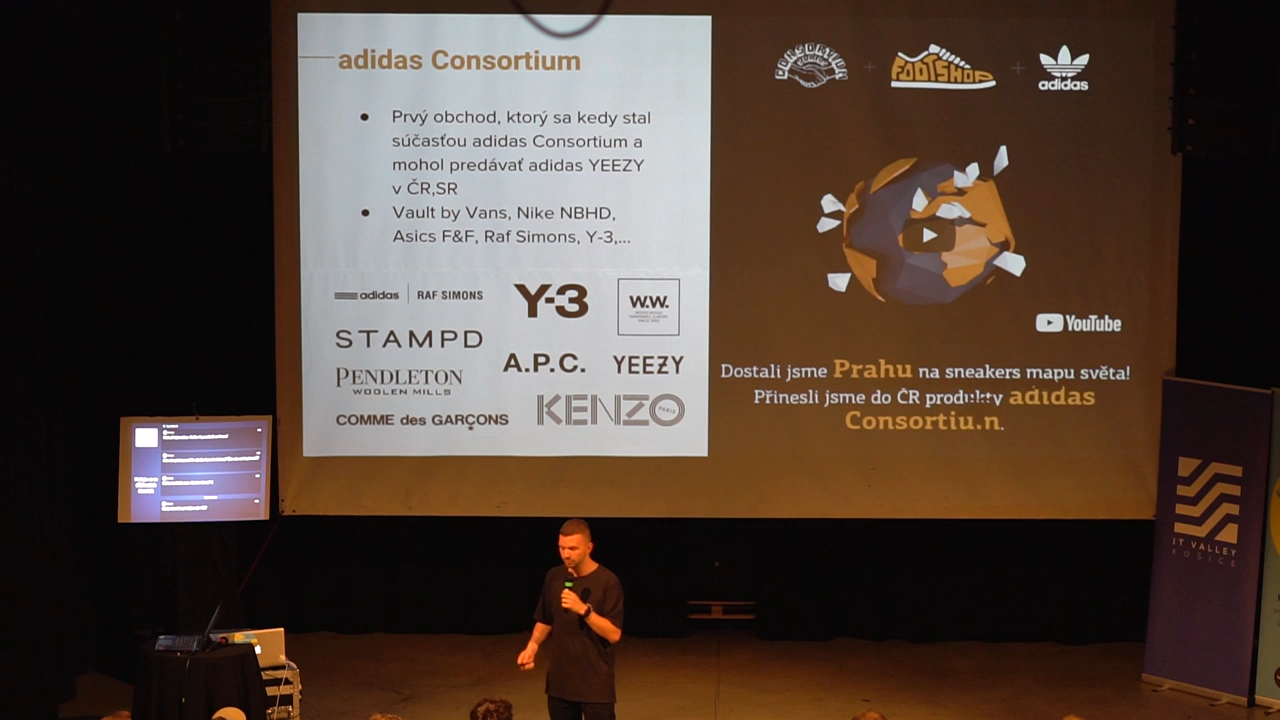 adidas Consortium
● Prvý obchod, ktorý sa kedy stal
súčasťou adidas Consortium a
mohol predávať adidas YEEZY
v ČR,SR
● Vault by Vans, Nike NBHD,
Asics F&F, Raf Simons, Y-3,...
adidas | RAF SIMONS
Y-3
W.W.
STAMPD
A.P.C.
YEEZY
PENDLETON
WOOLEN MILLS
COMME des GARÇONS
KENZO
PARIS
CONSORTIUM
+ FOOTSHOP + adidas
YouTube
Dostali jsme Prahu na sneakers mapu světa!
Přinesli jsme do ČR produkty adidas
Consortiu.n.
IT VALLEY
KOŠICE